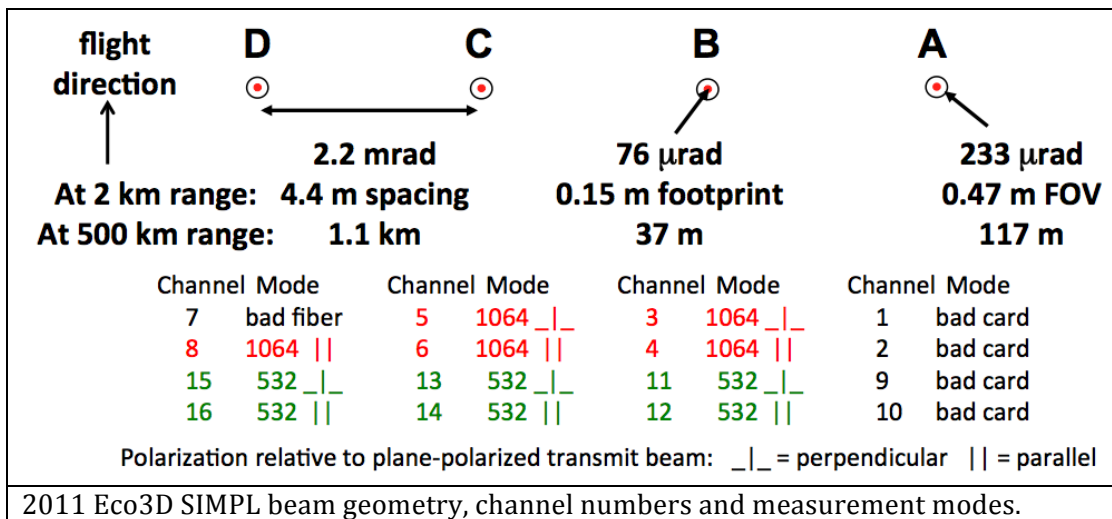 flight direction D C B A
2.2 mrad 76 μrad 233 μrad
At 2 km range: 4.4 m spacing 0.15 m footprint 0.47 m FOV
At 500 km range: 1.1 km 37 m 117 m
Channel Mode Channel Mode Channel Mode Channel Mode
7 bad fiber 5 1064 _|_ 3 1064 _|_ 1 bad card
8 1064 || 6 1064 || 4 1064 || 2 bad card
15 532 _|_ 13 532 _|_ 11 532 _|_ 9 bad card
16 532 || 14 532 || 12 532 || 10 bad card
Polarization relative to plane-polarized transmit beam: _|_ = perpendicular || = parallel
2011 Eco3D SIMPL beam geometry, channel numbers and measurement modes.